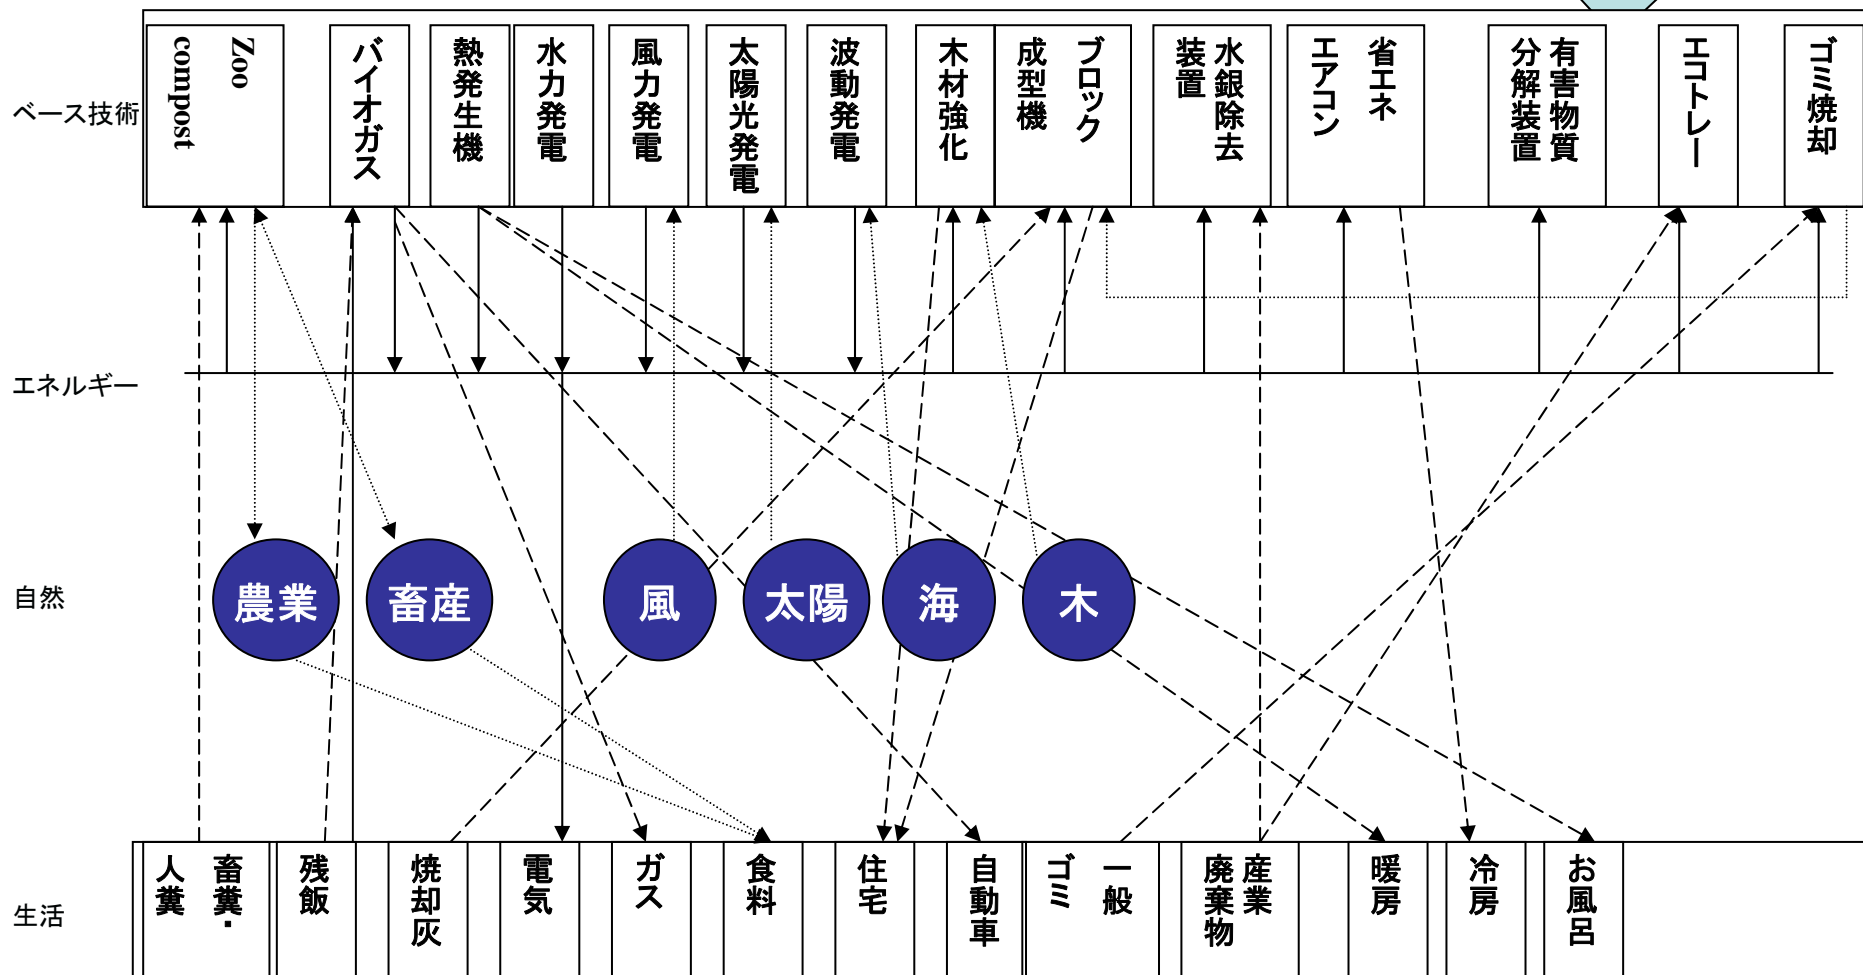 ベース技術
Zoo
compost
バイオガス
熱発生機
水力発電
風力発電
太陽光発電
波動発電
木材強化
ブロック
成型機
水銀除去
装置
省エネ
エアコン
有害物質
分解装置
エコトレー
ゴミ焼却
エネルギー
自然
農業
畜産
風
太陽
海
木
生活
畜糞・
人糞
残飯
焼却灰
電気
ガス
食料
住宅
自動車
一般
ゴミ
産業
廃棄物
暖房
冷房
お風呂